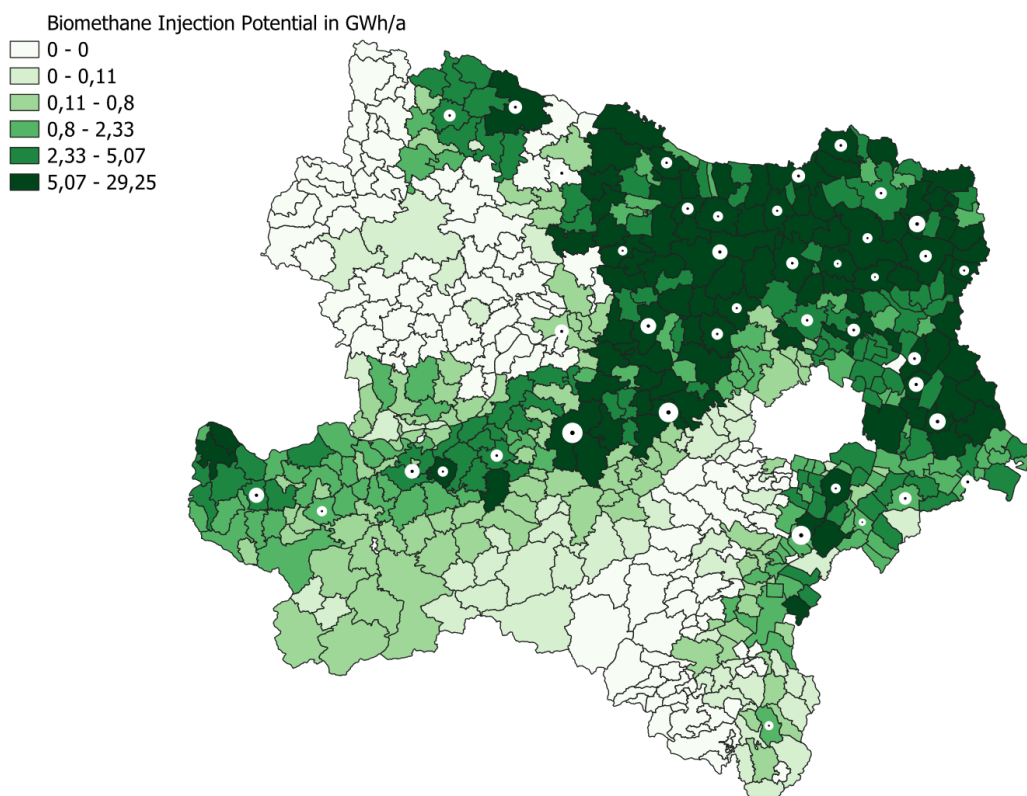 Biomethane Injection Potential in GWh/a
0 - 0
0 - 0,11
0,11 - 0,8
0,8 - 2,33
2,33 - 5,07
5,07 - 29,25